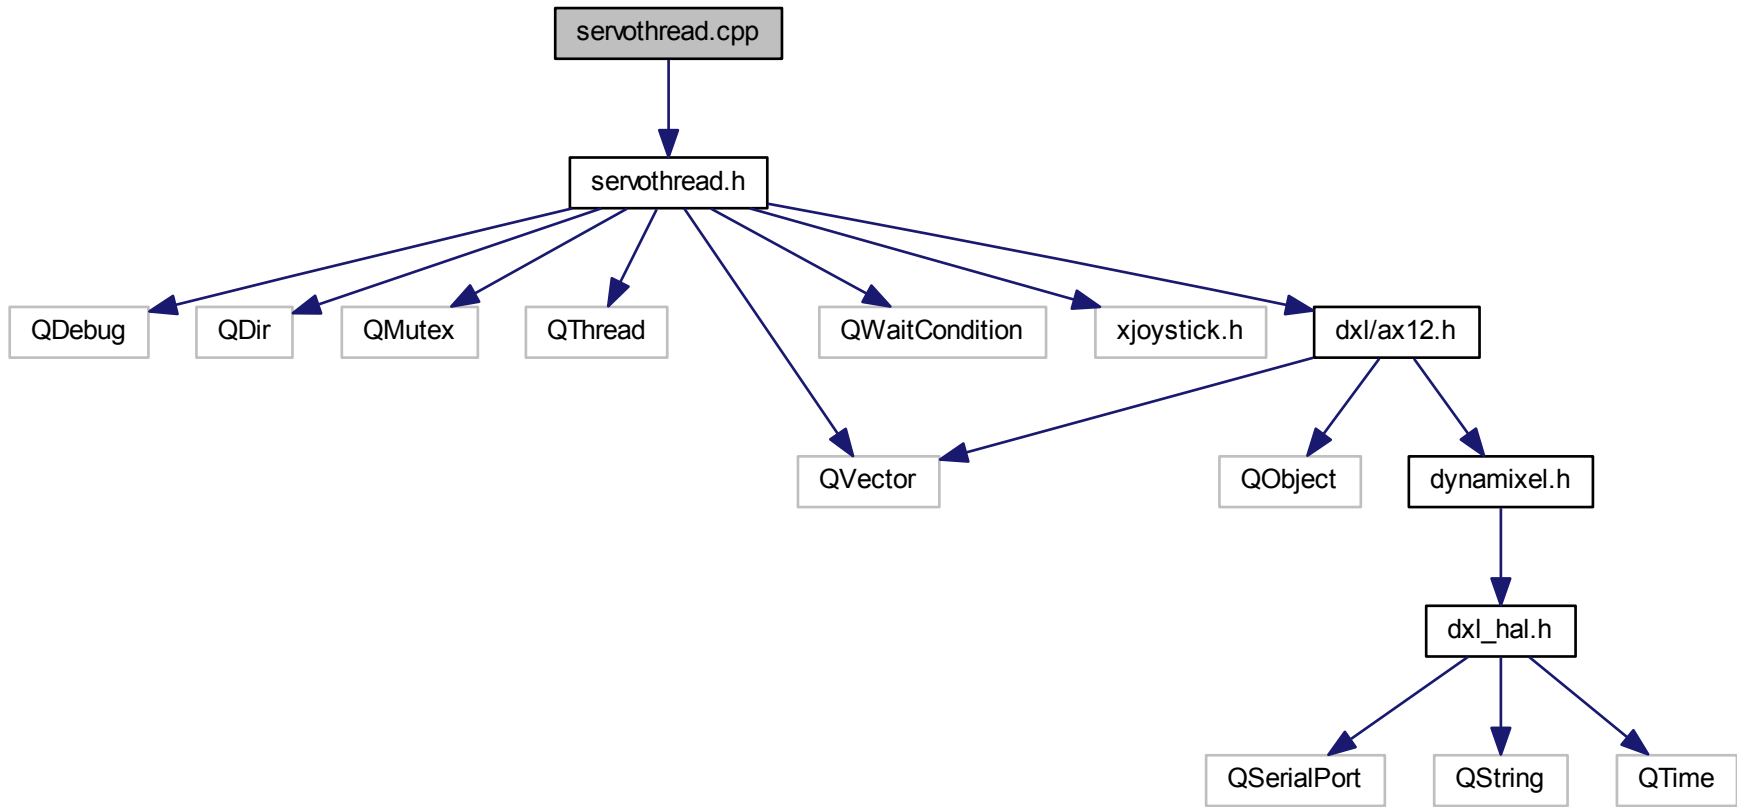 servothread.cpp
servothread.h
QDebug
QDir
QMutex
QThread
QWaitCondition
xjoystick.h
dxl/ax12.h
QVector
QObject
dynamixel.h
dxl_hal.h
QSerialPort
QString
QTime